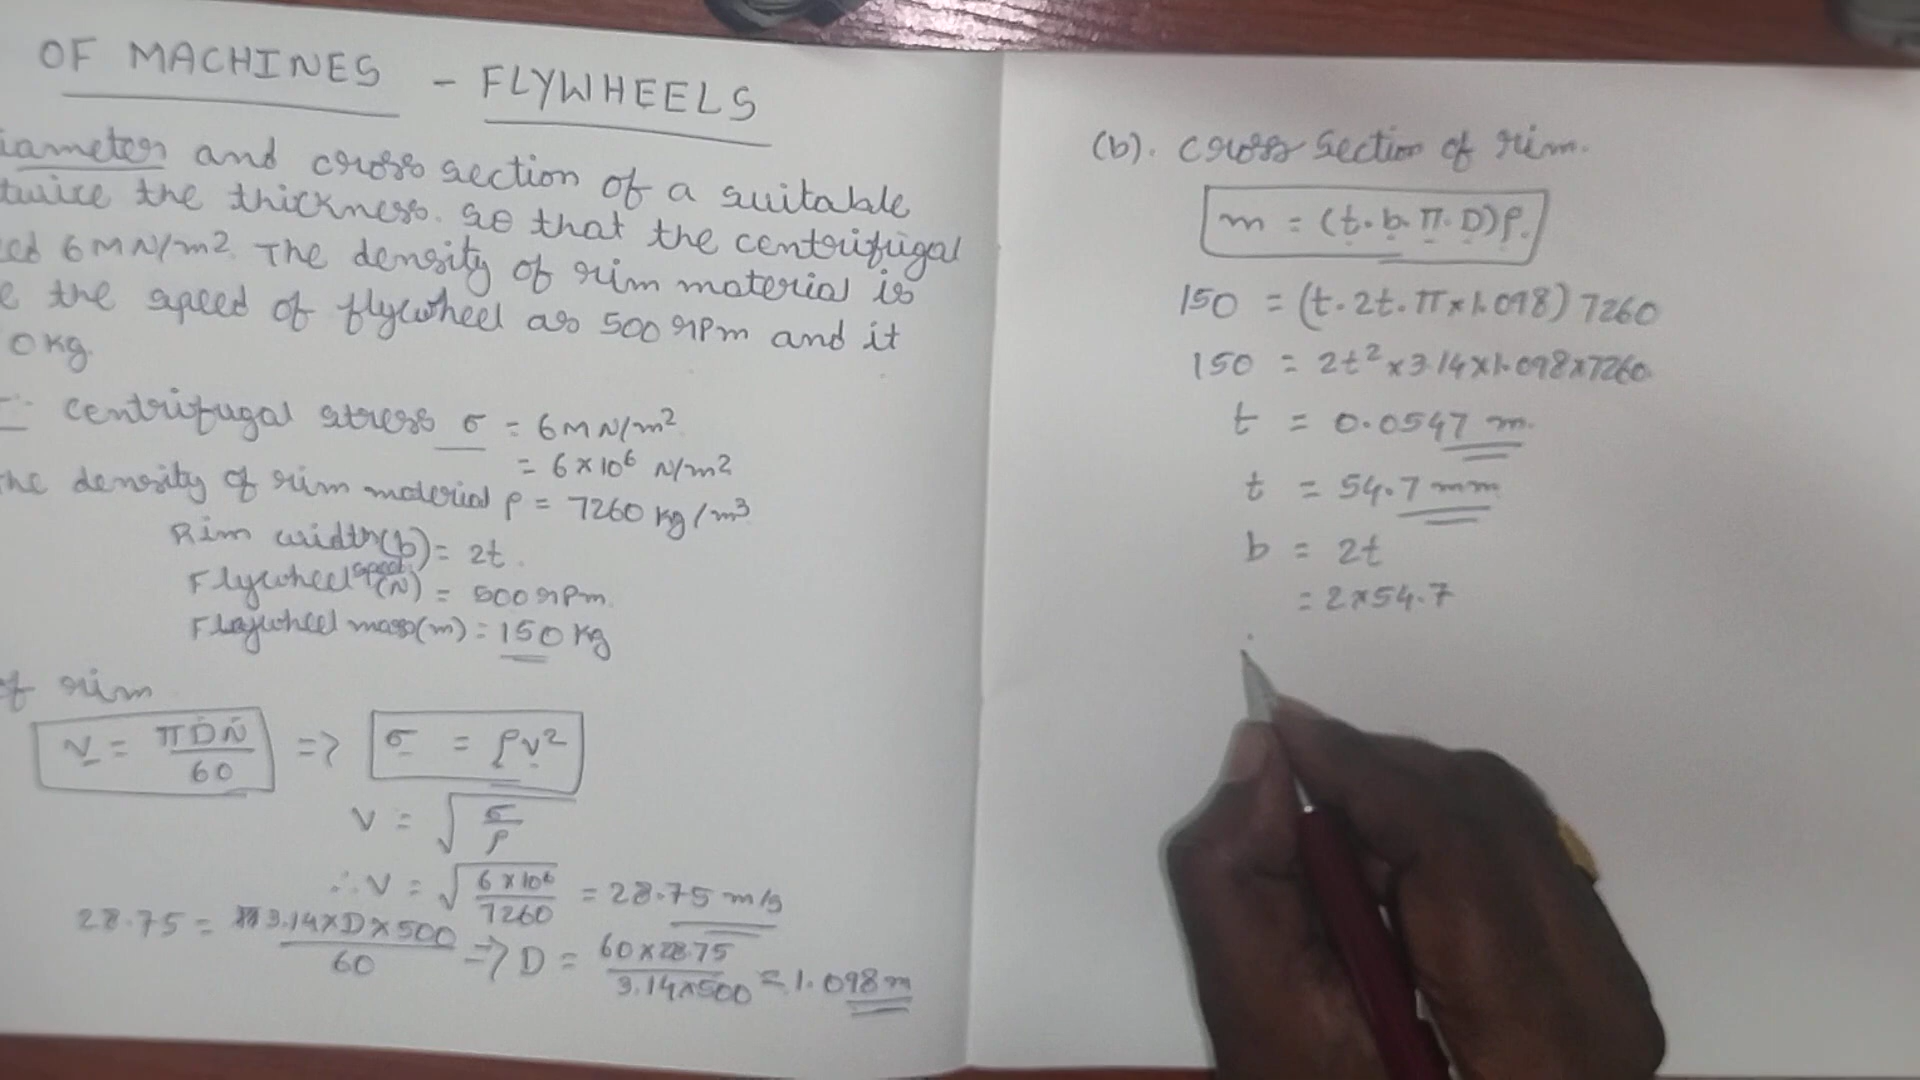 OF MACHINES - FLYWHEELS
iameter and cross section of a suitable
twice the thickness. so that the centrifugal
ed 6MN/m2. The density of rim material is
e the speed of flywheel as 500 rpm and it
0kg.
centrifugal stress σ = 6MN/m²
= 6×10⁶ N/m²
he density of rim material ρ = 7260 kg/m³
Rim width(b) = 2t.
Flywheel speed (N) = 500 rpm.
Flywheel mass(m) = 150 kg
of rim
v = πDN/60 => σ = ρv²
V = √(σ/ρ)
∴ V = √(6×10⁶/7260) = 28.75 m/s
28.75 = 3.14×D×500/60 => D = 60×28.75/3.14×500 = 1.098m
(b). cross section of rim.
m = (t.b.π.D)ρ.
150 = (t.2t.π×1.098)7260
150 = 2t²×3.14×1.098×7260
t = 0.0547 m.
t = 54.7 mm
b = 2t
= 2×54.7